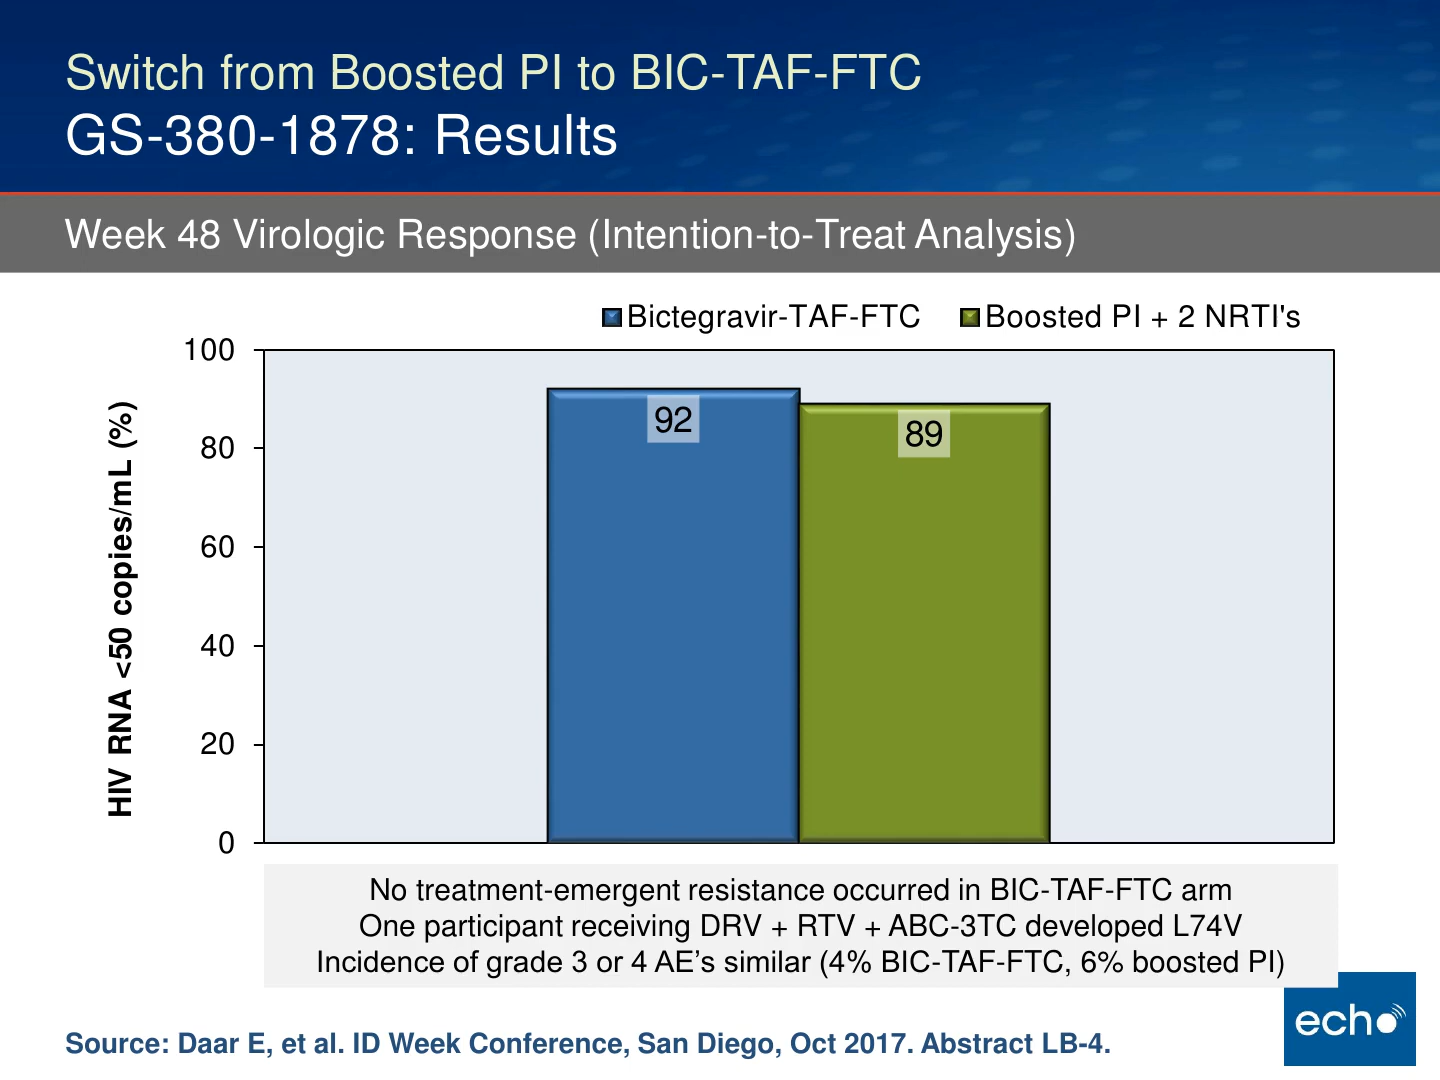 Switch from Boosted PI to BIC-TAF-FTC
GS-380-1878: Results
Week 48 Virologic Response (Intention-to-Treat Analysis)
Bictegravir-TAF-FTC Boosted PI + 2 NRTI's
HIV RNA <50 copies/mL (%)
100
80
60
40
20
0
92
89
No treatment-emergent resistance occurred in BIC-TAF-FTC arm
One participant receiving DRV + RTV + ABC-3TC developed L74V
Incidence of grade 3 or 4 AE’s similar (4% BIC-TAF-FTC, 6% boosted PI)
Source: Daar E, et al. ID Week Conference, San Diego, Oct 2017. Abstract LB-4.
echo